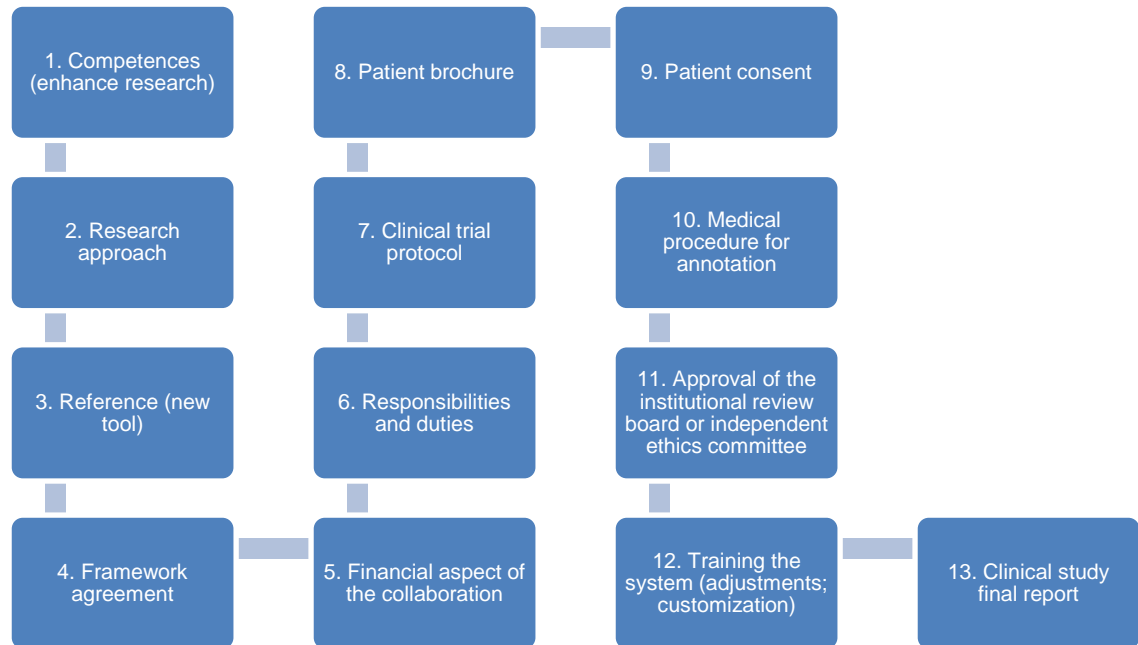 1. Competences
(enhance research)
2. Research
approach
3. Reference (new
tool)
4. Framework
agreement
5. Financial aspect of
the collaboration
6. Responsibilities
and duties
7. Clinical trial
protocol
8. Patient brochure
9. Patient consent
10. Medical
procedure for
annotation
11. Approval of the
institutional review
board or independent
ethics committee
12. Training the
system (adjustments;
customization)
13. Clinical study
final report